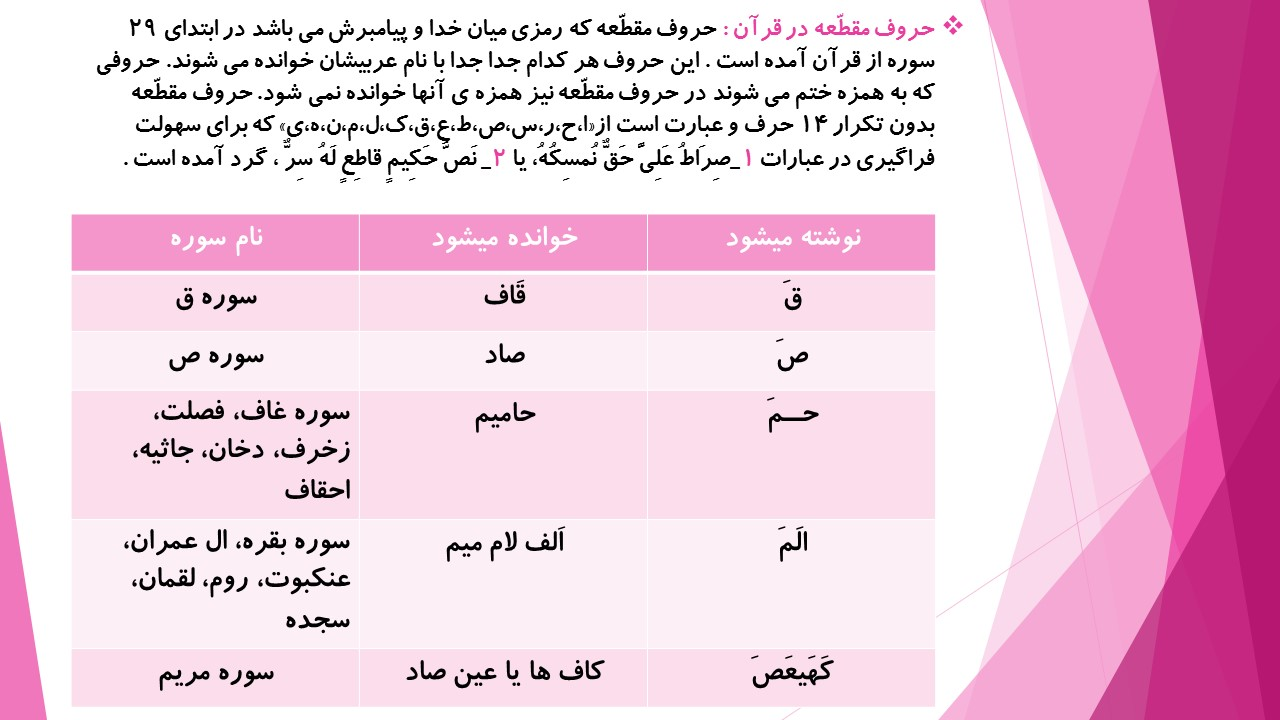 ❖ حروف مقطّعه در قرآن : حروف مقطّعه که رمزی میان خدا و پیامبرش می باشد در ابتدای ۲۹
سوره از قرآن آمده است . این حروف هر کدام جدا جدا با نام عربیشان خوانده می شوند. حروفی
که به همزه ختم می شوند در حروف مقطّعه نیز همزه ی آنها خوانده نمی شود. حروف مقطّعه
بدون تکرار ۱۴ حرف و عبارت است از«ا،ح،ر،س،ص،ط،ع،ق،ک،ل،م،ن،ه،ی» که برای سهولت
فراگیری در عبارات ۱_صِرَاطُ عَلِیٍّ حَقٌّ نُمسِکُهُ، یا ۲_ نَصٌّ حَکِیمٍ قاطِعٍ لَهُ سِرٌّ ، گرد آمده است .
نوشته میشود خوانده میشود نام سوره
قَ قَاف سوره ق
صَ صاد سوره ص
حــمَ حامیم سوره غاف، فصلت،
زخرف، دخان، جاثیه،
احقاف
الَمَ اَلف لام میم سوره بقره، ال عمران،
عنکبوت، روم، لقمان،
سجده
کَهَیعَصَ کاف ها یا عین صاد سوره مریم